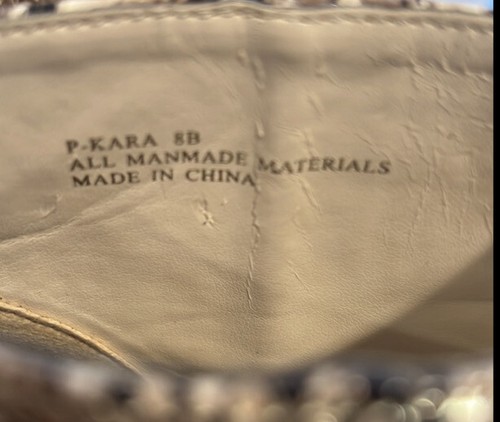 P-KARA 8B
ALL MANMADE MATERIALS
MADE IN CHINA